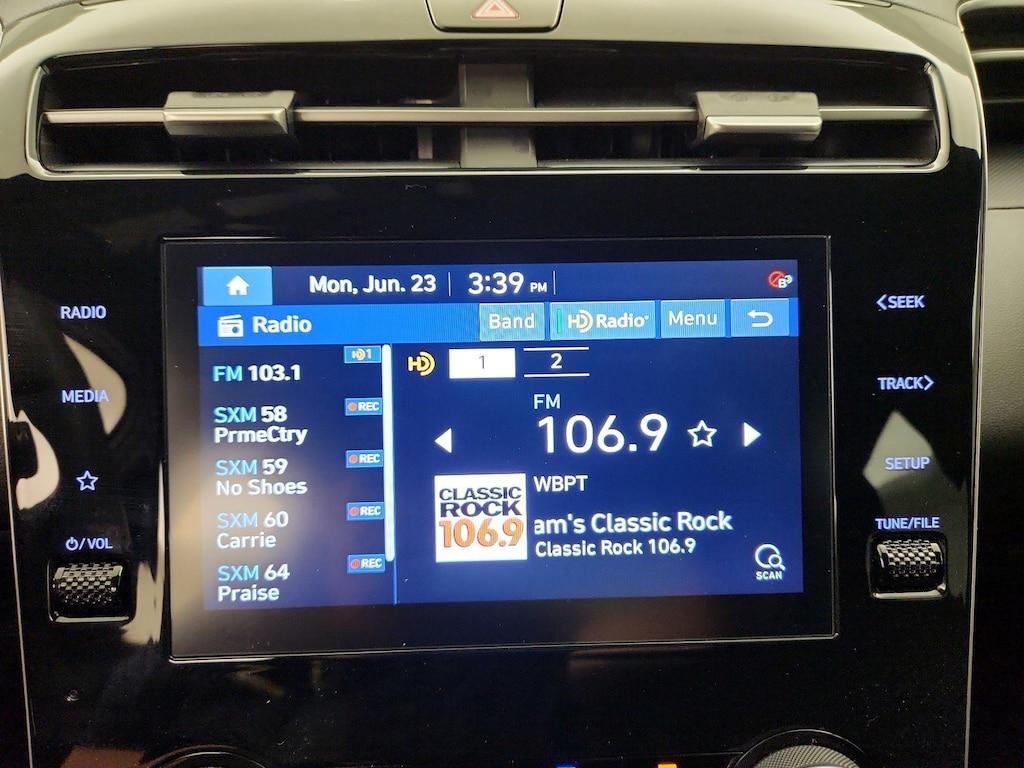 Mon, Jun. 23 3:39 PM
B
Radio Band HD Radio Menu
HD 1
FM 103.1
REC
SXM 58
PrmeCtry
REC
SXM 59
No Shoes
REC
SXM 60
Carrie
REC
SXM 64
Praise
HD 1 2
FM
106.9
WBPT
CLASSIC
ROCK
106.9
am's Classic Rock
Classic Rock 106.9
SCAN
RADIO
MEDIA
/VOL
<SEEK
TRACK>
SETUP
TUNE/FILE